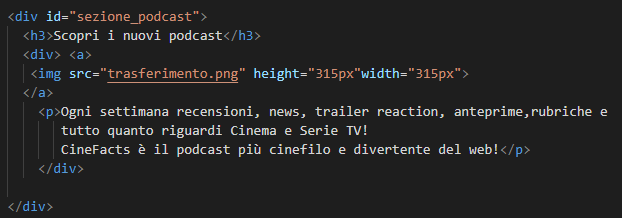 <div id="sezione_podcast">
<h3>Scopri i nuovi podcast</h3>
<div> <a>
<img src="trasferimento.png" height="315px"width="315px">
</a>
<p>Ogni settimana recensioni, news, trailer reaction, anteprime,rubriche e
tutto quanto riguardi Cinema e Serie TV!
CineFacts è il podcast più cinefilo e divertente del web!</p>
</div>
</div>